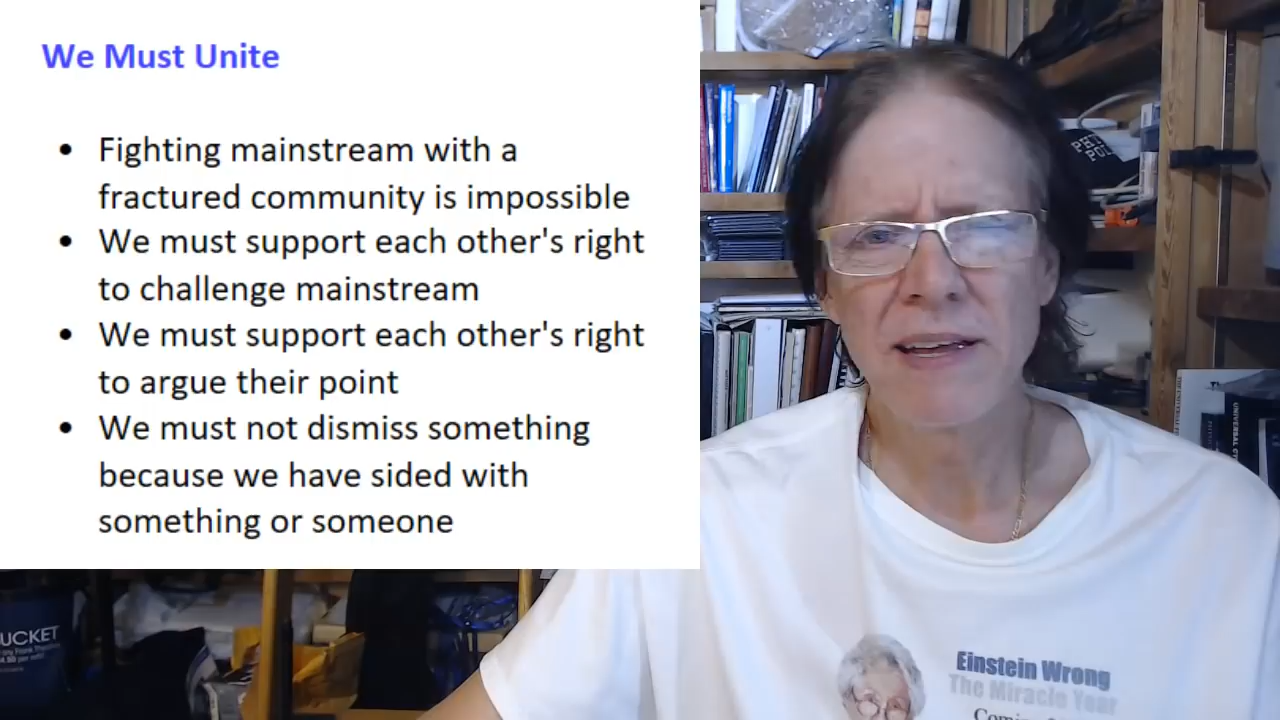 We Must Unite
• Fighting mainstream with a
fractured community is impossible
• We must support each other's right
to challenge mainstream
• We must support each other's right
to argue their point
• We must not dismiss something
because we have sided with
something or someone
UCKET
Einstein Wrong
The Miracle Year